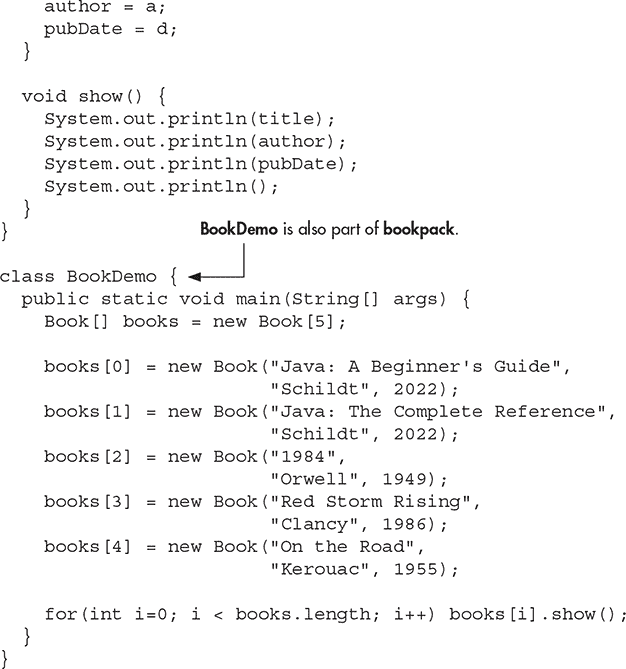 author = a;
    pubDate = d;
  }

  void show() {
    System.out.println(title);
    System.out.println(author);
    System.out.println(pubDate);
    System.out.println();
  }
}
BookDemo is also part of bookpack.
class BookDemo {
  public static void main(String[] args) {
    Book[] books = new Book[5];

    books[0] = new Book("Java: A Beginner's Guide",
                        "Schildt", 2022);
    books[1] = new Book("Java: The Complete Reference",
                        "Schildt", 2022);
    books[2] = new Book("1984",
                        "Orwell", 1949);
    books[3] = new Book("Red Storm Rising",
                        "Clancy", 1986);
    books[4] = new Book("On the Road",
                        "Kerouac", 1955);

    for(int i=0; i < books.length; i++) books[i].show();
  }
}